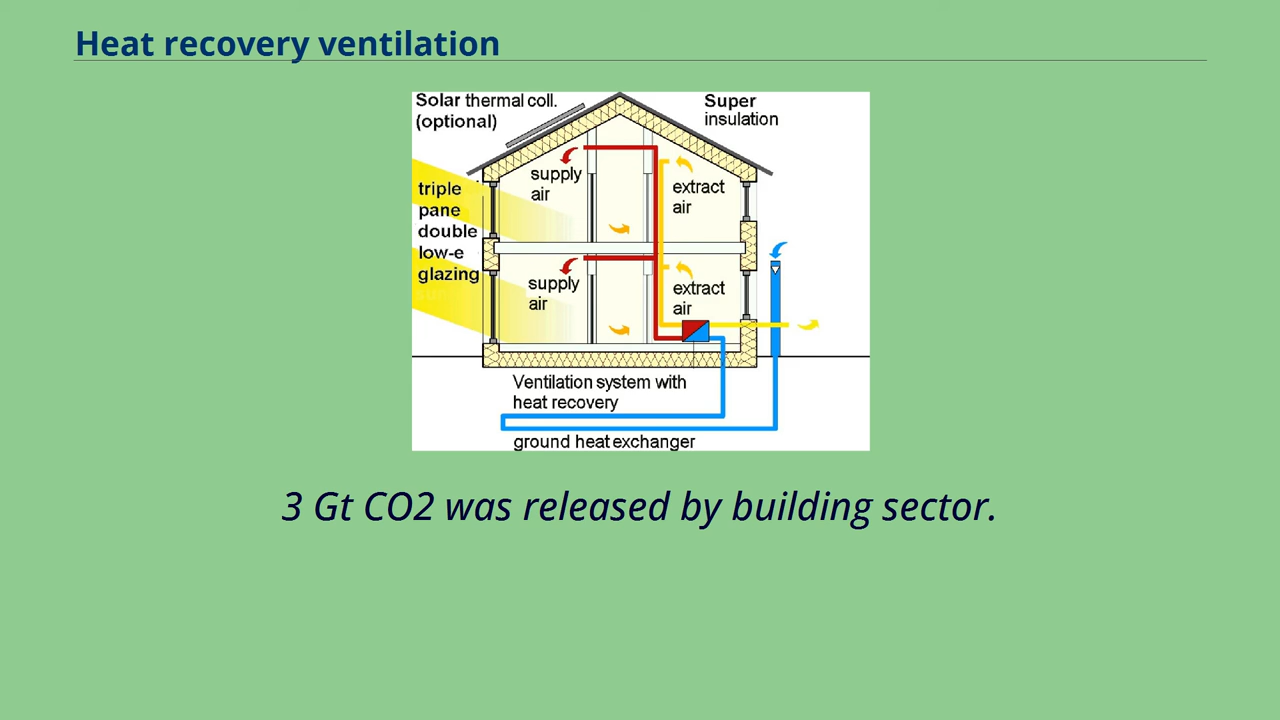 Heat recovery ventilation
Solar thermal coll.
(optional)
Super
insulation
triple
pane
double
low-e
glazing
supply
air
extract
air
supply
air
extract
air
Ventilation system with
heat recovery
ground heat exchanger
3 Gt CO2 was released by building sector.